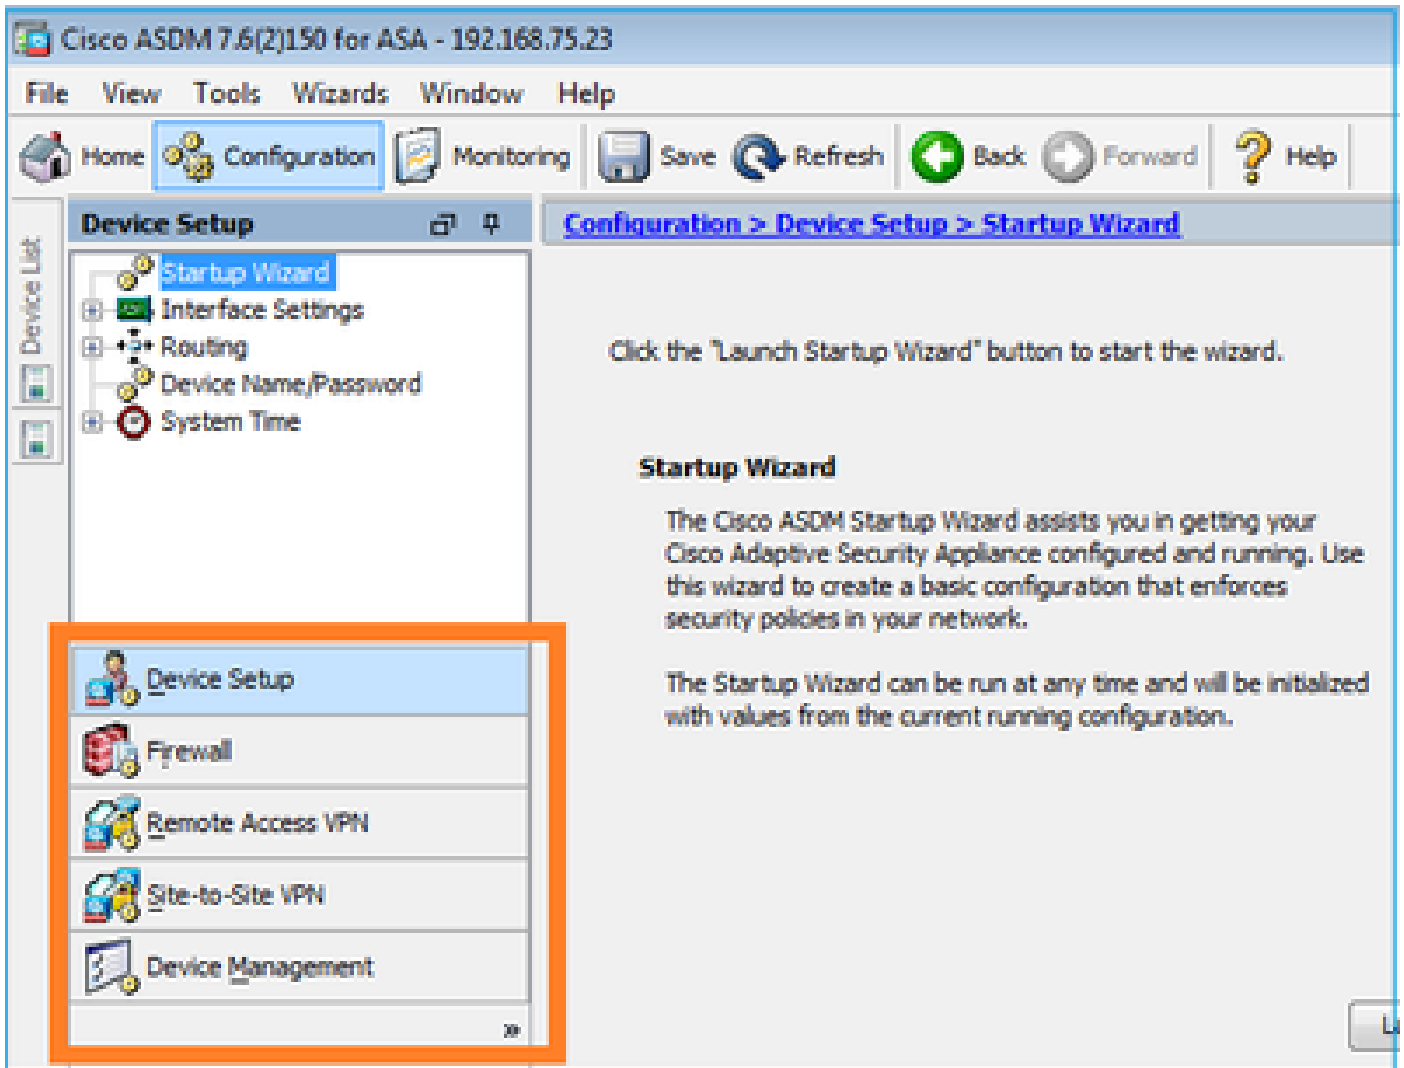 Cisco ASDM 7.6(2)150 for ASA - 192.168.75.23
File View Tools Wizards Window Help
Home Configuration Monitoring Save Refresh Back Forward Help
Device List
Device Setup
Configuration > Device Setup > Startup Wizard
Startup Wizard
Interface Settings
Routing
Device Name/Password
System Time
Click the "Launch Startup Wizard" button to start the wizard.
Startup Wizard
The Cisco ASDM Startup Wizard assists you in getting your
Cisco Adaptive Security Appliance configured and running. Use
this wizard to create a basic configuration that enforces
security policies in your network.
The Startup Wizard can be run at any time and will be initialized
with values from the current running configuration.
Device Setup
Firewall
Remote Access VPN
Site-to-Site VPN
Device Management
»